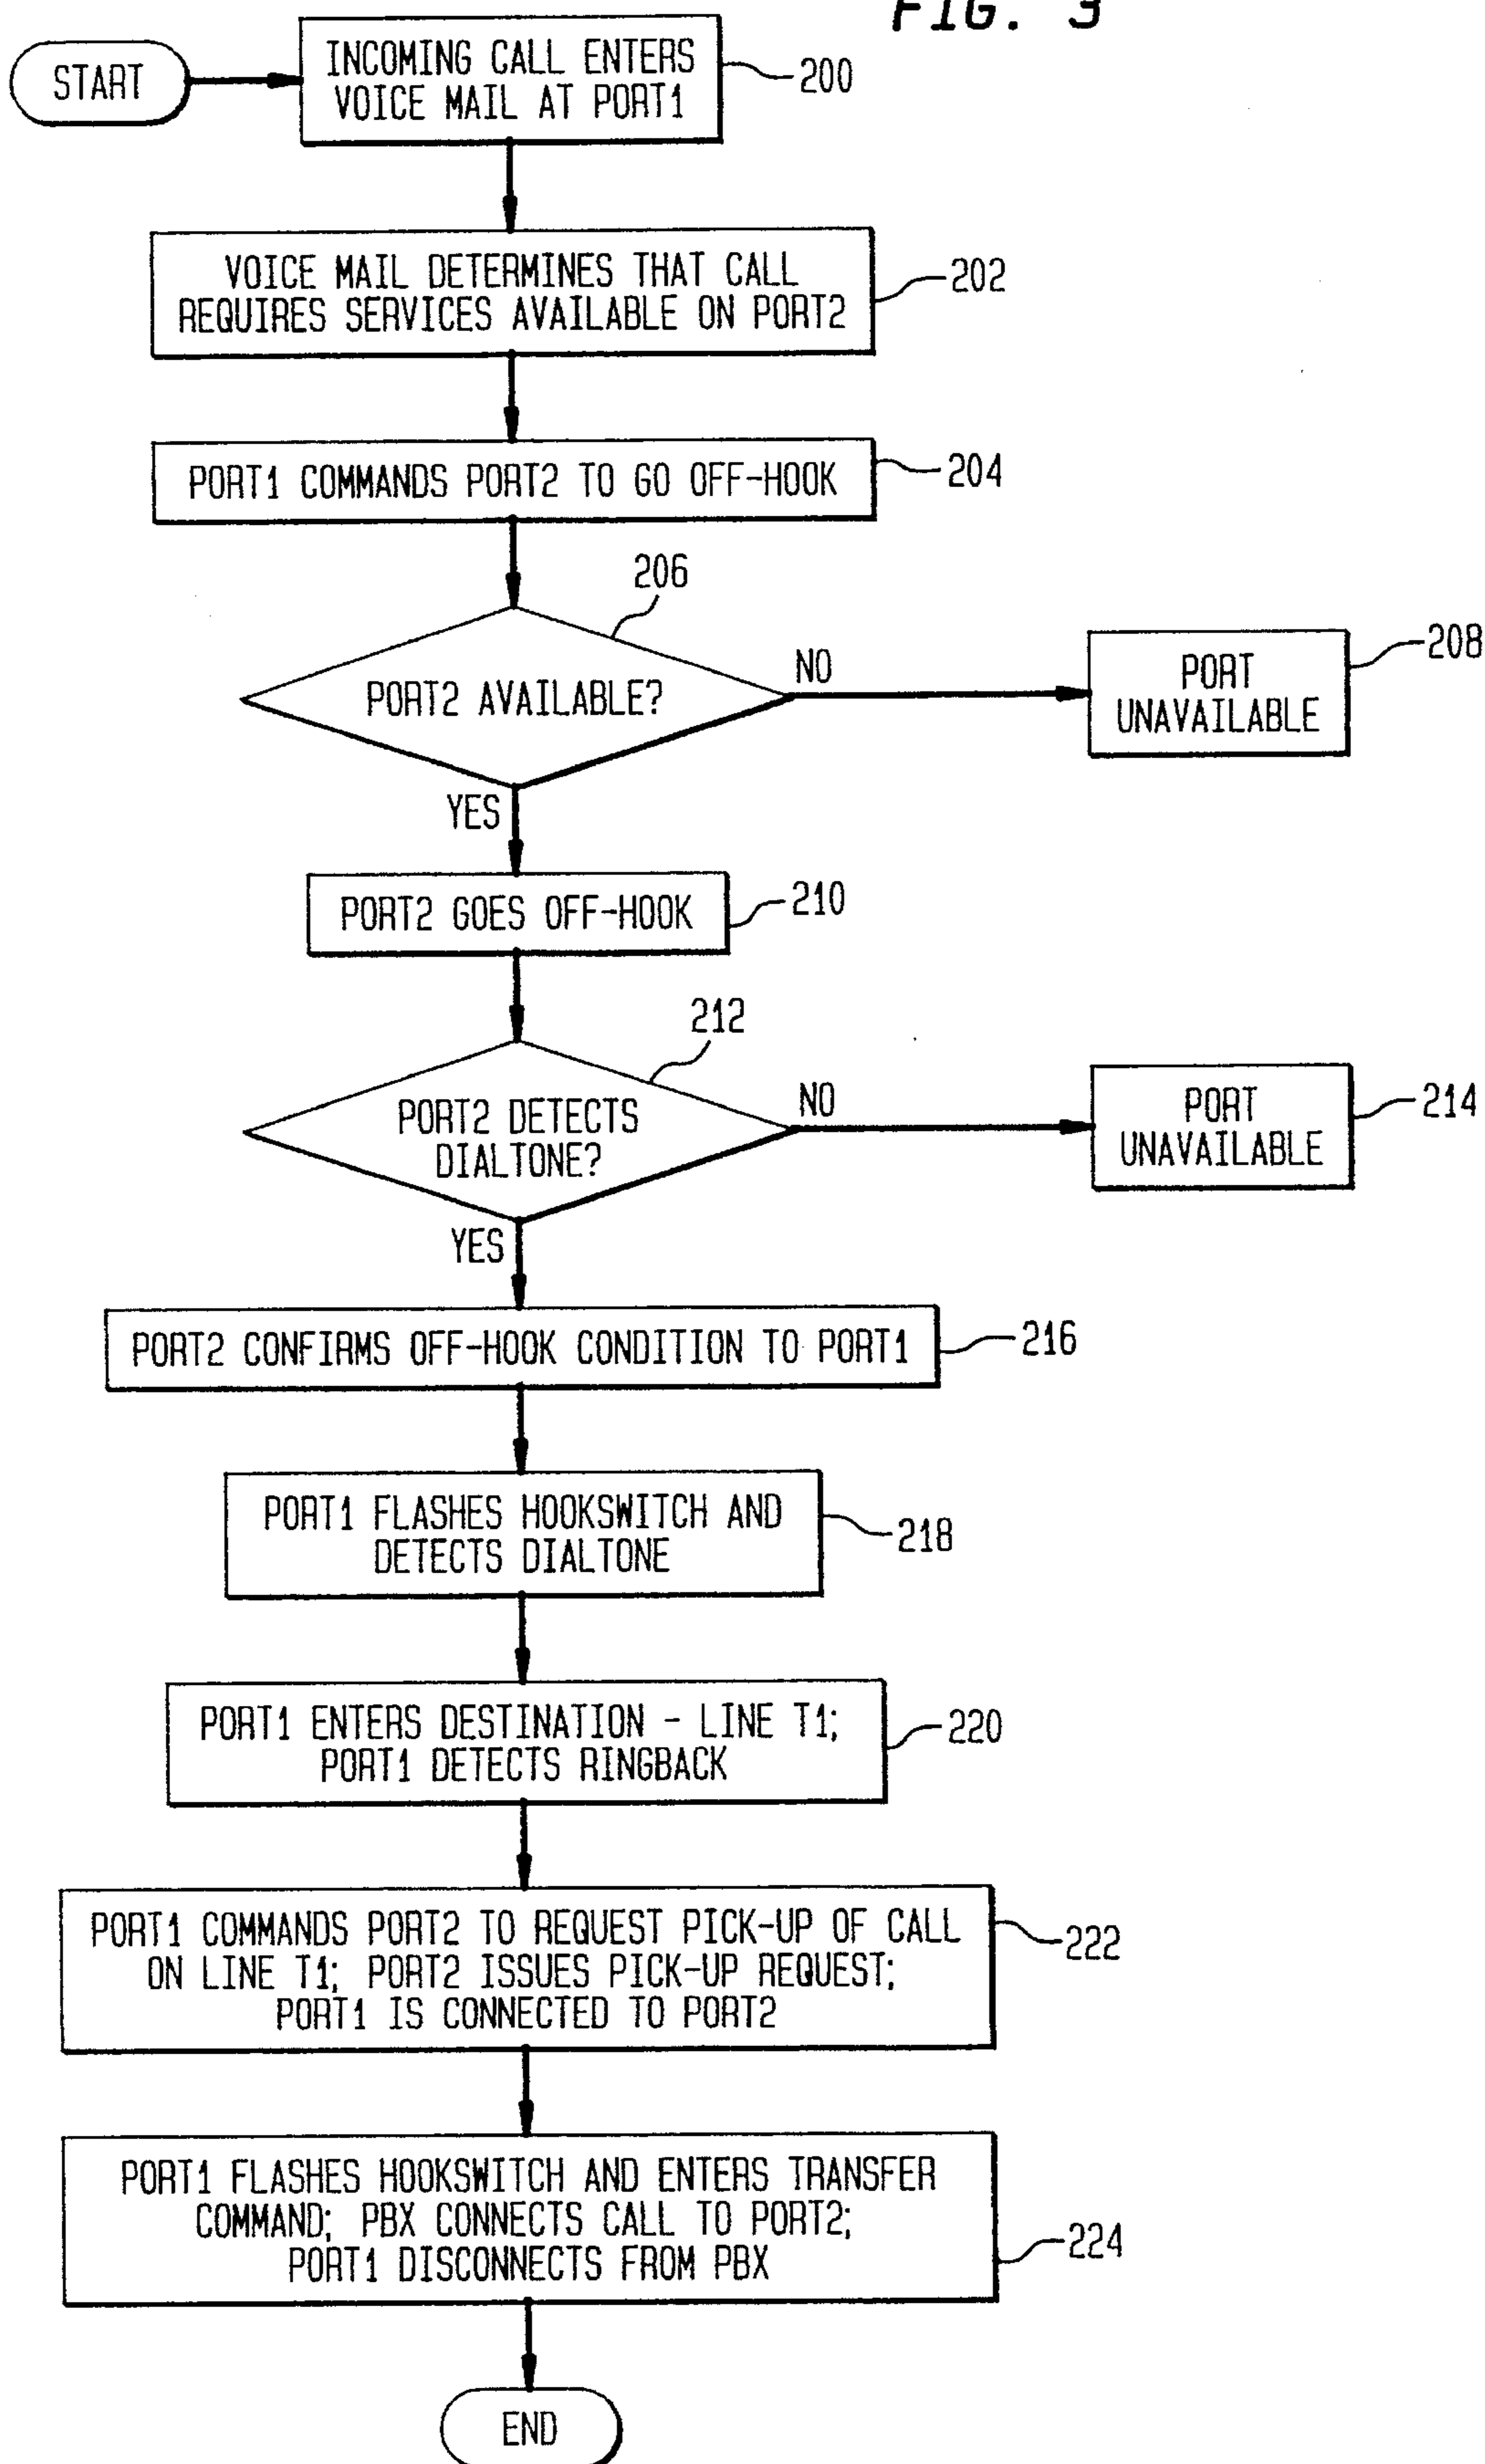 FIG. 3
START
INCOMING CALL ENTERS
VOICE MAIL AT PORT1
200
VOICE MAIL DETERMINES THAT CALL
REQUIRES SERVICES AVAILABLE ON PORT2
202
PORT1 COMMANDS PORT2 TO GO OFF-HOOK
204
206
PORT2 AVAILABLE?
NO
PORT
UNAVAILABLE
208
YES
PORT2 GOES OFF-HOOK
210
212
PORT2 DETECTS
DIALTONE?
NO
PORT
UNAVAILABLE
214
YES
PORT2 CONFIRMS OFF-HOOK CONDITION TO PORT1
216
PORT1 FLASHES HOOKSWITCH AND
DETECTS DIALTONE
218
PORT1 ENTERS DESTINATION - LINE T1;
PORT1 DETECTS RINGBACK
220
PORT1 COMMANDS PORT2 TO REQUEST PICK-UP OF CALL
ON LINE T1; PORT2 ISSUES PICK-UP REQUEST;
PORT1 IS CONNECTED TO PORT2
222
PORT1 FLASHES HOOKSWITCH AND ENTERS TRANSFER
COMMAND; PBX CONNECTS CALL TO PORT2;
PORT1 DISCONNECTS FROM PBX
224
END